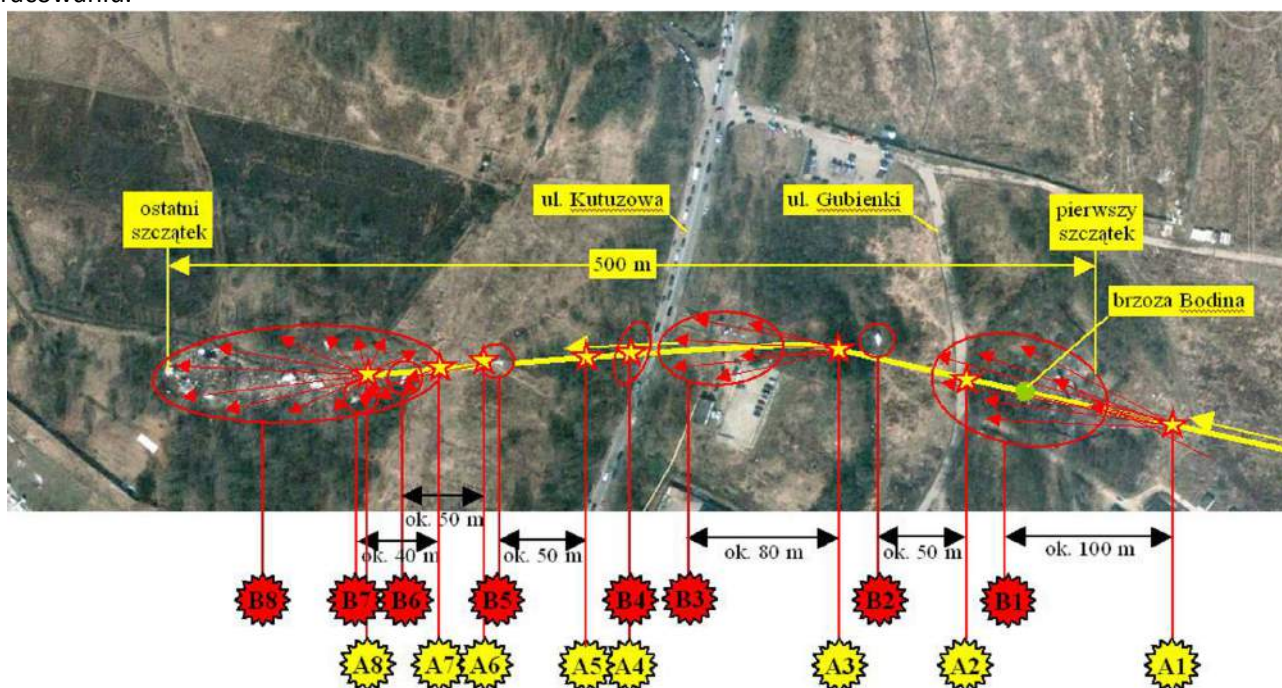 racowania.
ostatni
szczątek
ul. Kutuzowa
ul. Gubienki
pierwszy
szczątek
500 m
brzoza Bodina
ok. 50 m
ok. 40 m
ok. 50 m
ok. 80 m
ok. 50 m
ok. 100 m
B8
B7
B6
B5
B4
B3
B2
B1
A8
A7
A6
A5
A4
A3
A2
A1